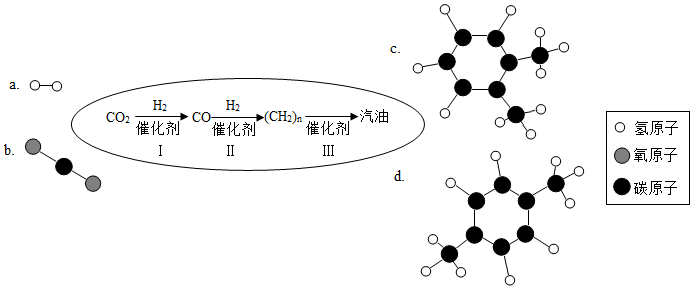 a.
b.
CO₂ H₂ 催化剂 CO H₂ 催化剂 (CH₂)n 催化剂 汽油
Ⅰ Ⅱ Ⅲ
c.
d.
氢原子
氧原子
碳原子